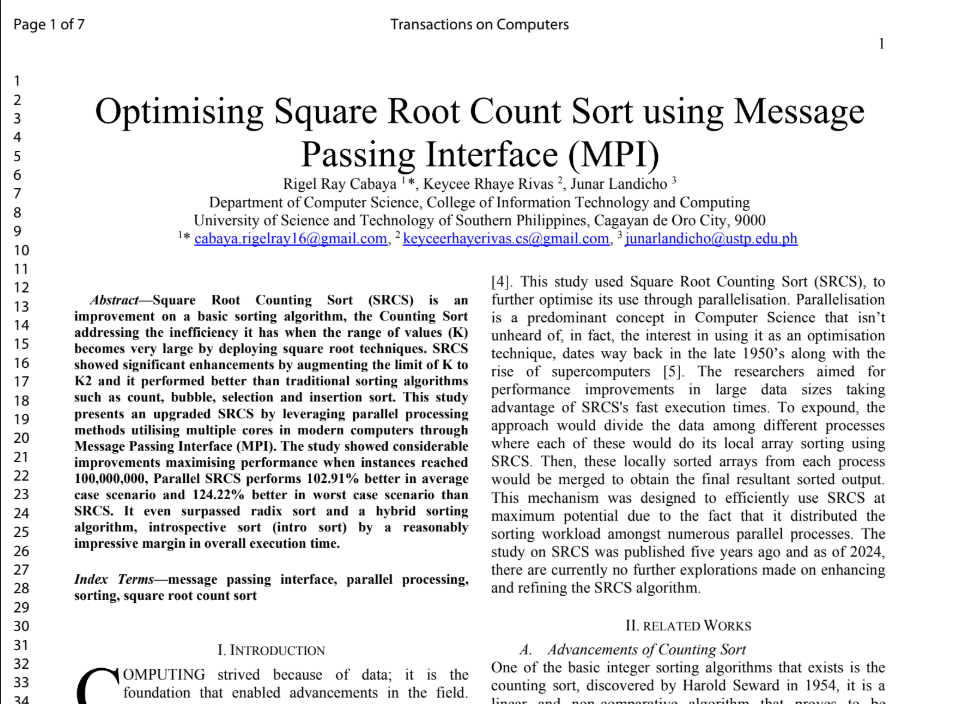 Page 1 of 7
Transactions on Computers
1
1
2
3
4
5
6
7
8
9
10
11
12
13
14
15
16
17
18
19
20
21
22
23
24
25
26
27
28
29
30
31
32
33
34
Optimising Square Root Count Sort using Message
Passing Interface (MPI)
Rigel Ray Cabaya 1*, Keycee Rhaye Rivas 2, Junar Landicho 3
Department of Computer Science, College of Information Technology and Computing
University of Science and Technology of Southern Philippines, Cagayan de Oro City, 9000
1* cabaya.rigelray16@gmail.com, 2 keyceerhayerivas.cs@gmail.com, 3 junarlandicho@ustp.edu.ph
Abstract—Square Root Counting Sort (SRCS) is an
improvement on a basic sorting algorithm, the Counting Sort
addressing the inefficiency it has when the range of values (K)
becomes very large by deploying square root techniques. SRCS
showed significant enhancements by augmenting the limit of K to
K2 and it performed better than traditional sorting algorithms
such as count, bubble, selection and insertion sort. This study
presents an upgraded SRCS by leveraging parallel processing
methods utilising multiple cores in modern computers through
Message Passing Interface (MPI). The study showed considerable
improvements maximising performance when instances reached
100,000,000, Parallel SRCS performs 102.91% better in average
case scenario and 124.22% better in worst case scenario than
SRCS. It even surpassed radix sort and a hybrid sorting
algorithm, introspective sort (intro sort) by a reasonably
impressive margin in overall execution time.
Index Terms—message passing interface, parallel processing,
sorting, square root count sort
I. INTRODUCTION
COMPUTING strived because of data; it is the
foundation that enabled advancements in the field.
[4]. This study used Square Root Counting Sort (SRCS), to
further optimise its use through parallelisation. Parallelisation
is a predominant concept in Computer Science that isn't
unheard of, in fact, the interest in using it as an optimisation
technique, dates way back in the late 1950's along with the
rise of supercomputers [5]. The researchers aimed for
performance improvements in large data sizes taking
advantage of SRCS's fast execution times. To expound, the
approach would divide the data among different processes
where each of these would do its local array sorting using
SRCS. Then, these locally sorted arrays from each process
would be merged to obtain the final resultant sorted output.
This mechanism was designed to efficiently use SRCS at
maximum potential due to the fact that it distributed the
sorting workload amongst numerous parallel processes. The
study on SRCS was published five years ago and as of 2024,
there are currently no further explorations made on enhancing
and refining the SRCS algorithm.
II. RELATED WORKS
A. Advancements of Counting Sort
One of the basic integer sorting algorithms that exists is the
counting sort, discovered by Harold Seward in 1954, it is a
linear and non-comparative algorithm that proves to be